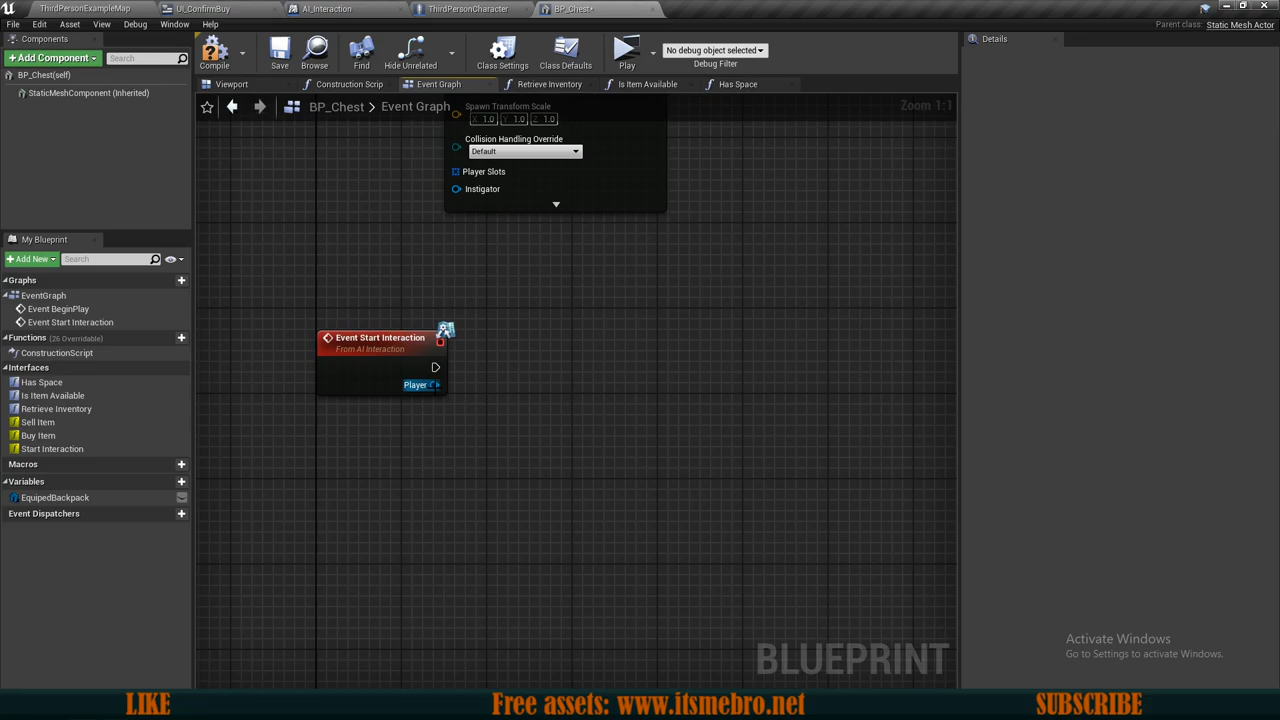 ThirdPersonExampleMap
UI_ConfirmBuy
AI_Interaction
ThirdPersonCharacter
BP_Chest*
File Edit Asset View Debug Window Help
Parent class: Static Mesh Actor
Components
+Add Component
Search
BP_Chest(self)
StaticMeshComponent (Inherited)
Compile
Save
Browse
Find
Hide Unrelated
Class Settings
Class Defaults
Play
No debug object selected
Debug Filter
Details
Viewport
Construction Scrip
Event Graph
Retrieve Inventory
Is Item Available
Has Space
BP_Chest > Event Graph
Zoom 1:1
Spawn Transform Scale
X 1.0 Y 1.0 Z 1.0
Collision Handling Override
Default
Player Slots
Instigator
Event Start Interaction
From AI Interaction
Player
My Blueprint
+Add New
Search
Graphs
EventGraph
Event BeginPlay
Event Start Interaction
Functions (26 Overridable)
ConstructionScript
Interfaces
Has Space
Is Item Available
Retrieve Inventory
Sell Item
Buy Item
Start Interaction
Macros
Variables
EquipedBackpack
Event Dispatchers
Activate Windows
Go to Settings to activate Windows.
BLUEPRINT
LIKE
Free assets: www.itsmebro.net
SUBSCRIBE